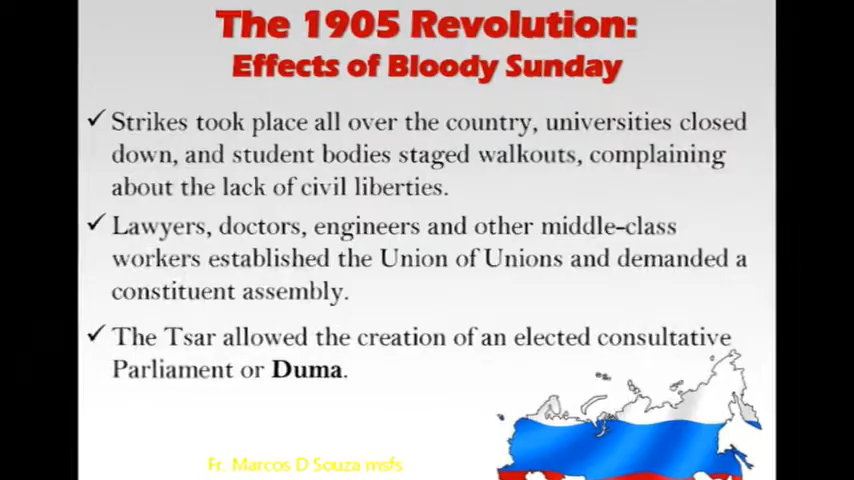 The 1905 Revolution:
Effects of Bloody Sunday
✓ Strikes took place all over the country, universities closed
down, and student bodies staged walkouts, complaining
about the lack of civil liberties.
✓ Lawyers, doctors, engineers and other middle-class
workers established the Union of Unions and demanded a
constituent assembly.
✓ The Tsar allowed the creation of an elected consultative
Parliament or Duma.
Fr. Marcos D Souza msfs